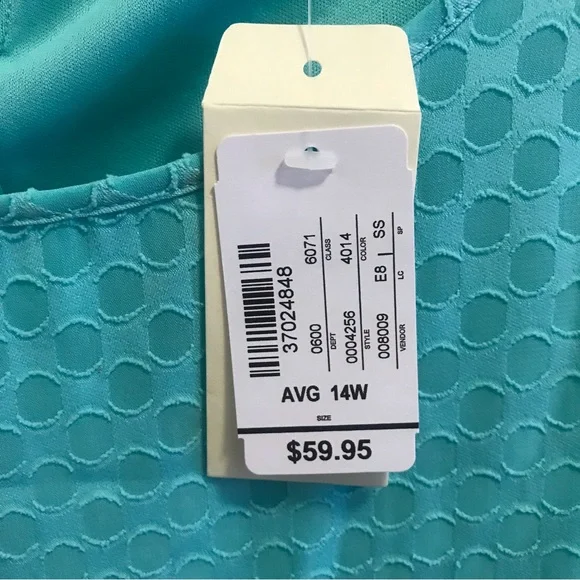 37024848
0600 6071
DEPT CLASS
0004256 4014
STYLE COLOR
008009 E8 SS
VENDOR LC SP
AVG 14W
SIZE
$59.95